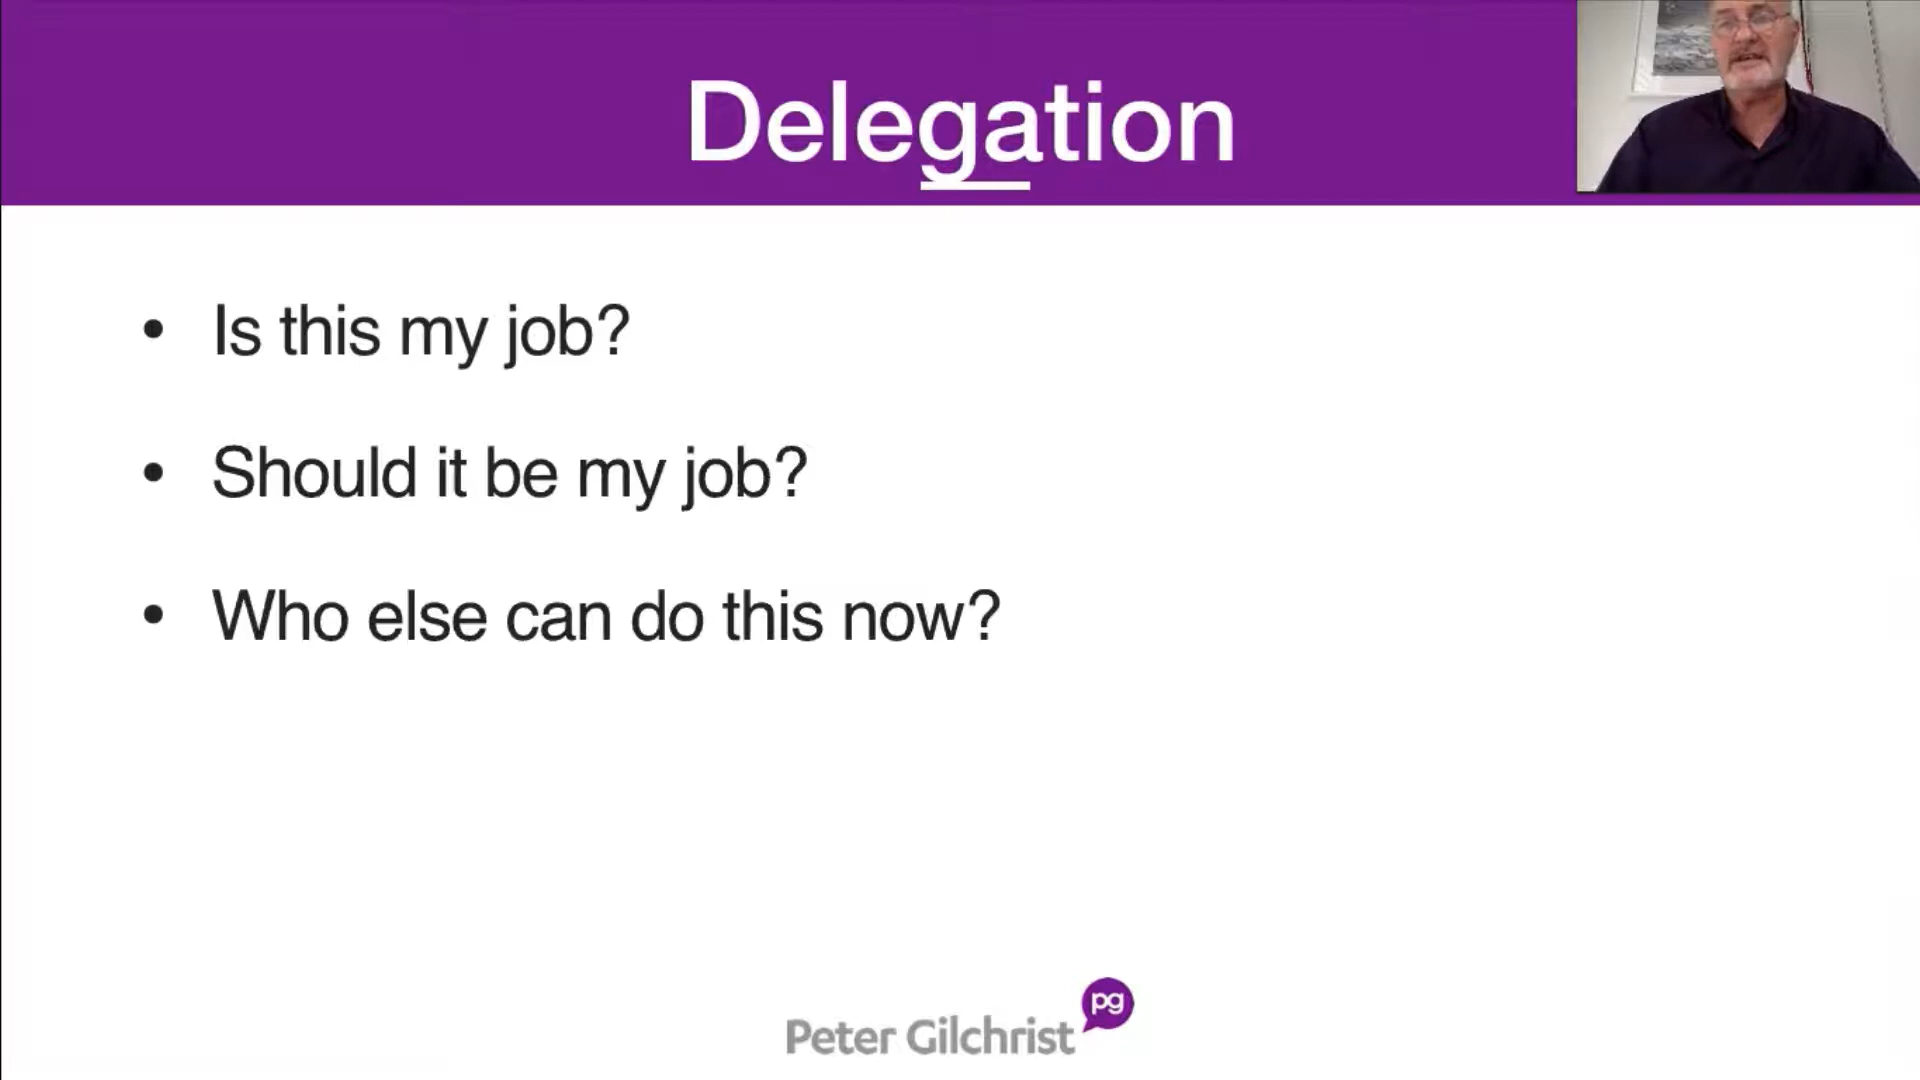 Delegation
• Is this my job?
• Should it be my job?
• Who else can do this now?
pg
Peter Gilchrist